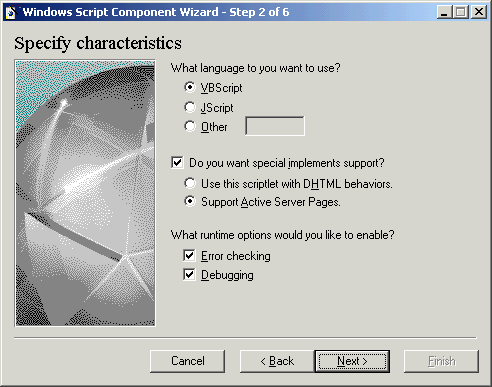 Windows Script Component Wizard - Step 2 of 6
Specify characteristics
What language to you want to use?
VBScript
JScript
Other
Do you want special implements support?
Use this scriptlet with DHTML behaviors.
Support Active Server Pages.
What runtime options would you like to enable?
Error checking
Debugging
Cancel < Back Next > Finish